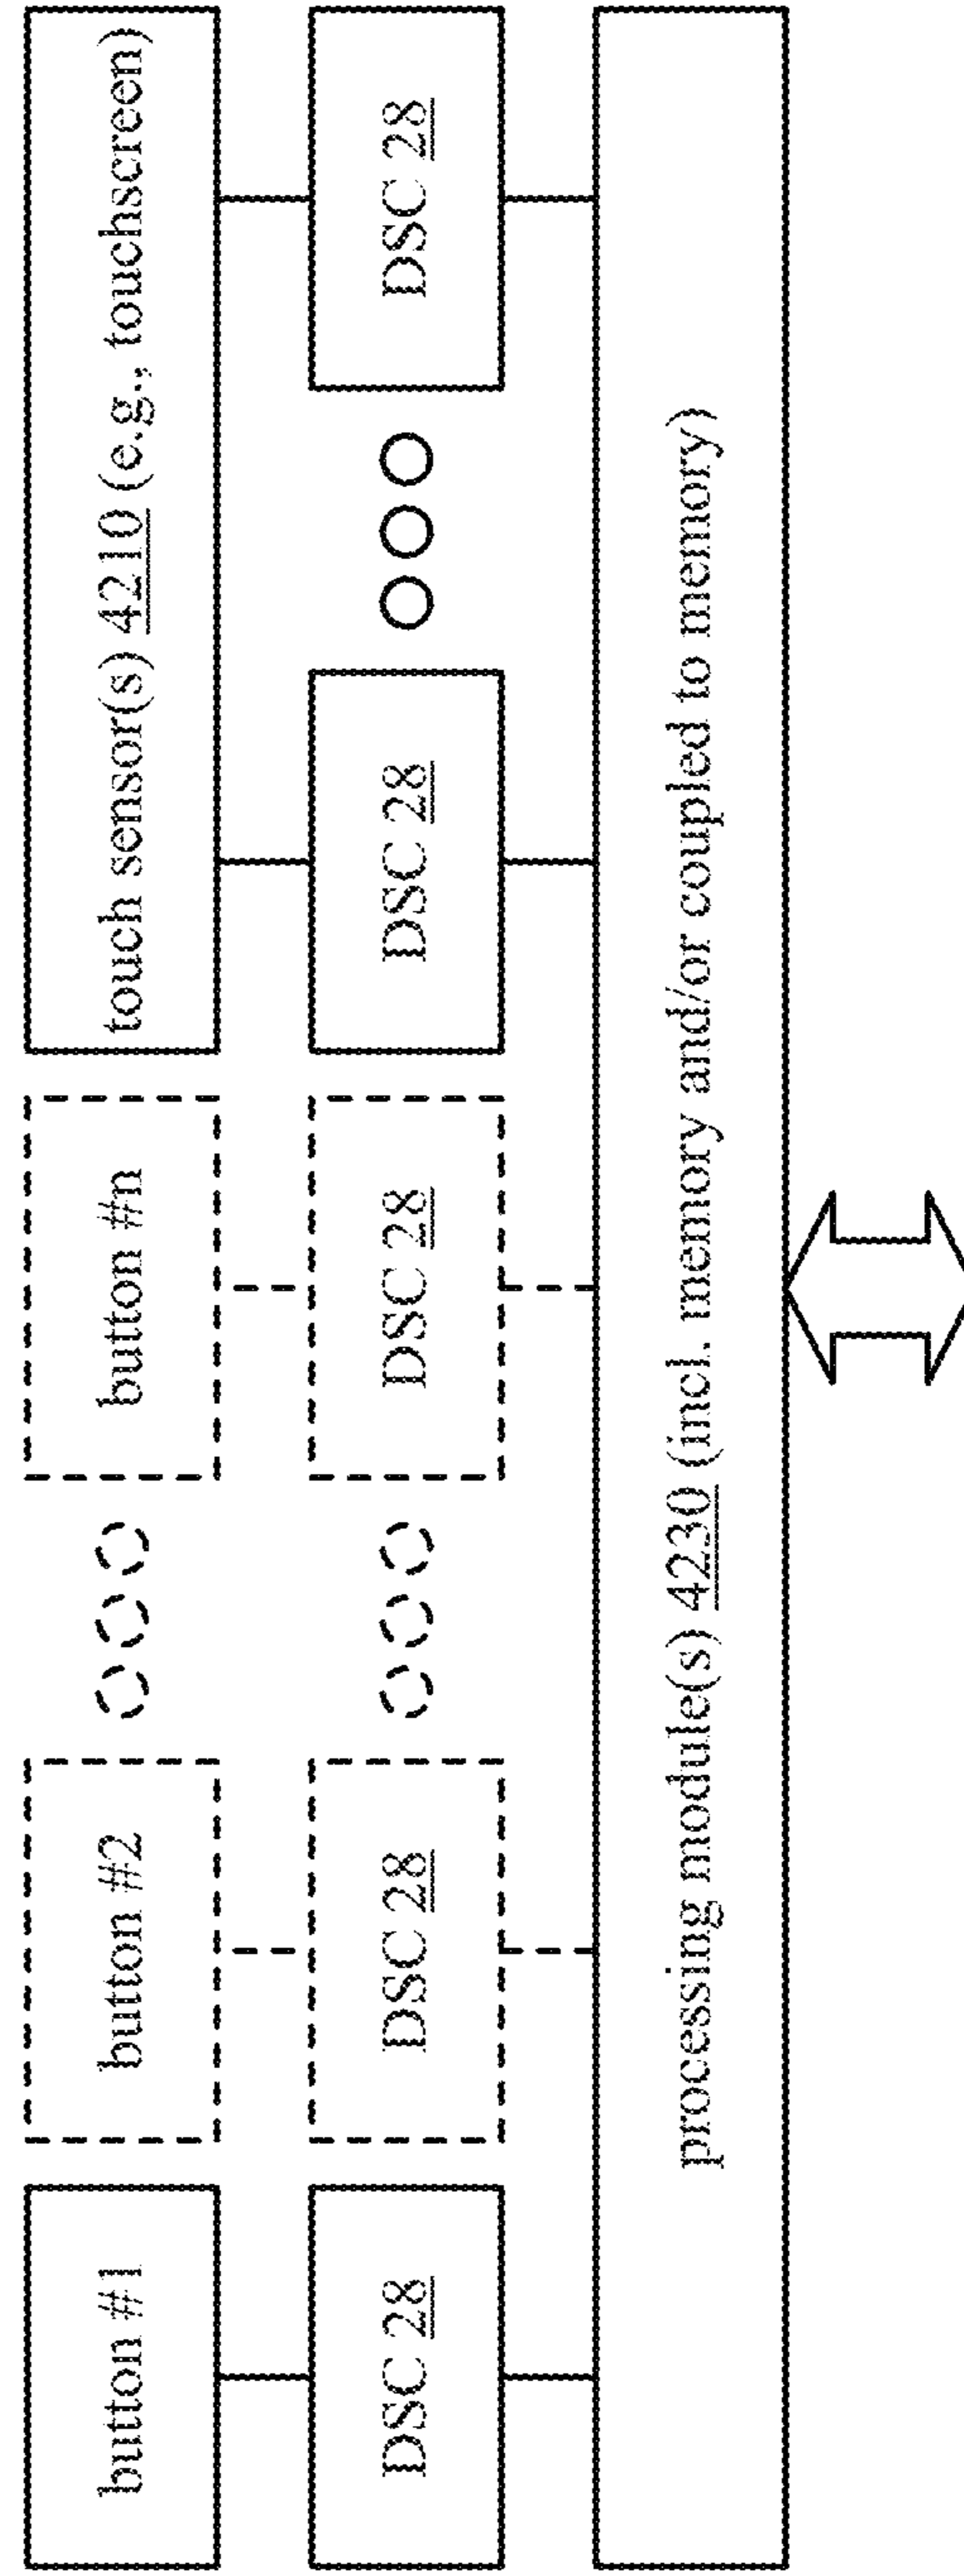 button #1
button #2
button #n
touch sensor(s) 4210 (e.g., touchscreen)
DSC 28
DSC 28
DSC 28
DSC 28
DSC 28
processing module(s) 4230 (incl. memory and/or coupled to memory)